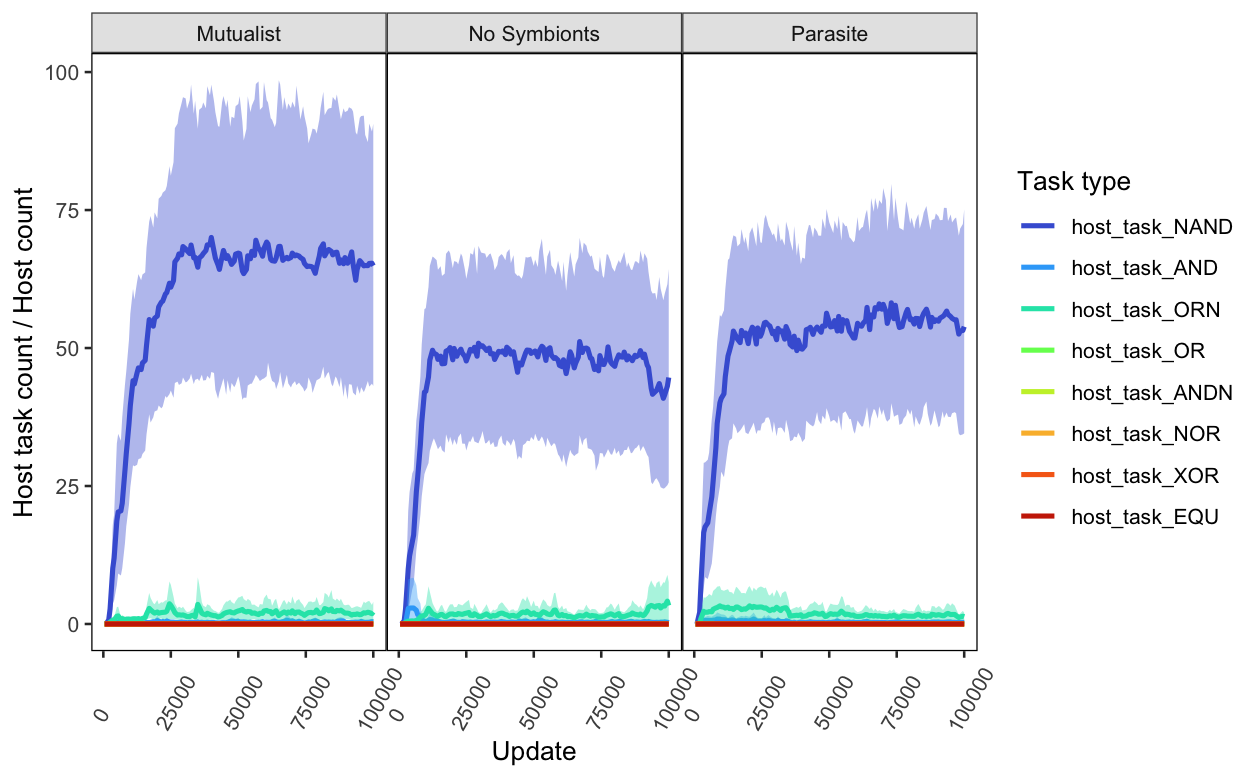 Mutualist
No Symbionts
Parasite
100
75
50
25
0
Host task count / Host count
0
25000
50000
75000
100000
0
25000
50000
75000
100000
0
25000
50000
75000
100000
Update
Task type
host_task_NAND
host_task_AND
host_task_ORN
host_task_OR
host_task_ANDN
host_task_NOR
host_task_XOR
host_task_EQU